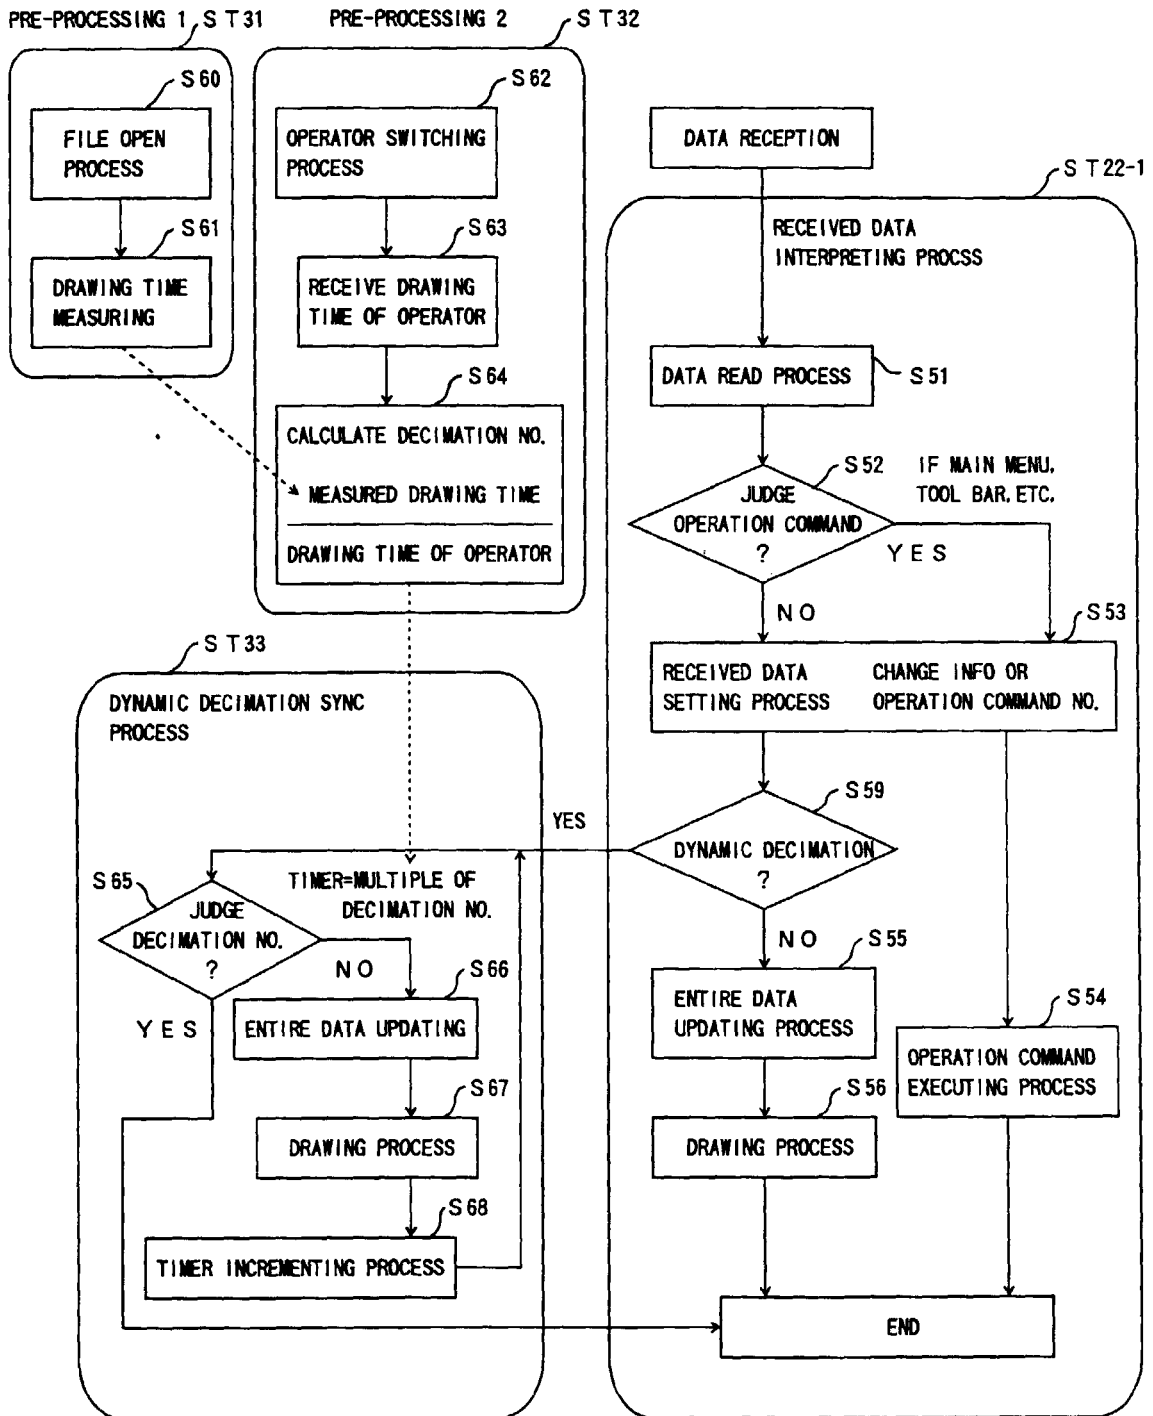 PRE-PROCESSING 1
ST31
PRE-PROCESSING 2
ST32
S60
FILE OPEN
PROCESS
S61
DRAWING TIME
MEASURING
S62
OPERATOR SWITCHING
PROCESS
S63
RECEIVE DRAWING
TIME OF OPERATOR
S64
CALCULATE DECIMATION NO.
MEASURED DRAWING TIME
DRAWING TIME OF OPERATOR
DATA RECEPTION
ST22-1
RECEIVED DATA
INTERPRETING PROCSS
DATA READ PROCESS
S51
S52
IF MAIN MENU,
TOOL BAR, ETC.
JUDGE
OPERATION COMMAND
?
YES
NO
S53
RECEIVED DATA
SETTING PROCESS
CHANGE INFO OR
OPERATION COMMAND NO.
S59
DYNAMIC DECIMATION
?
YES
NO
S55
ENTIRE DATA
UPDATING PROCESS
S54
OPERATION COMMAND
EXECUTING PROCESS
S56
DRAWING PROCESS
END
ST33
DYNAMIC DECIMATION SYNC
PROCESS
TIMER=MULTIPLE OF
DECIMATION NO.
S65
JUDGE
DECIMATION NO.
?
NO
YES
S66
ENTIRE DATA UPDATING
S67
DRAWING PROCESS
S68
TIMER INCREMENTING PROCESS